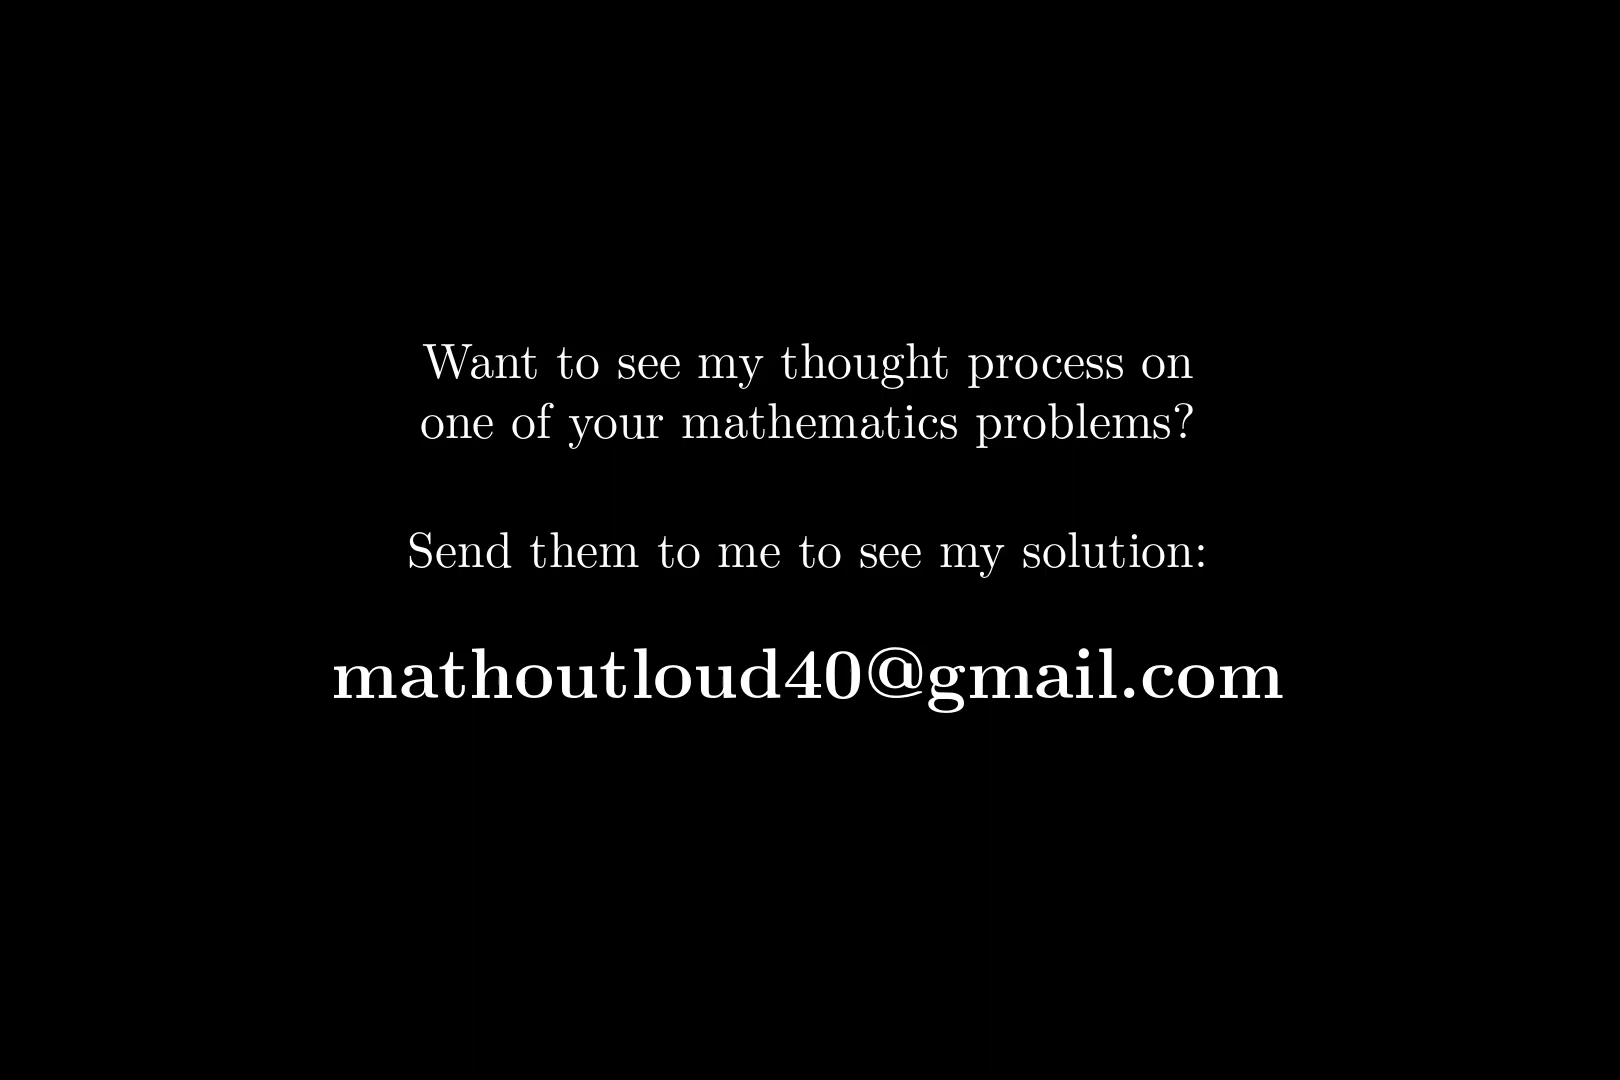 Want to see my thought process on
one of your mathematics problems?
Send them to me to see my solution:
mathoutloud40@gmail.com